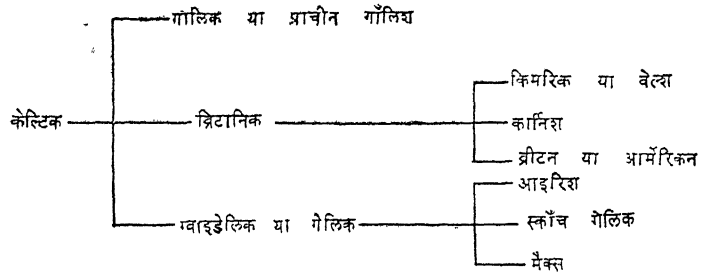 गालिक या प्राचीन गॉलिश
किमरिक या वेल्श
केल्टिक
ब्रिटानिक
कार्निश
ब्रीटन या आर्मेरिकन
आइरिश
ग्वाइडेलिक या गेलिक
स्कॉच गेलिक
मैक्स